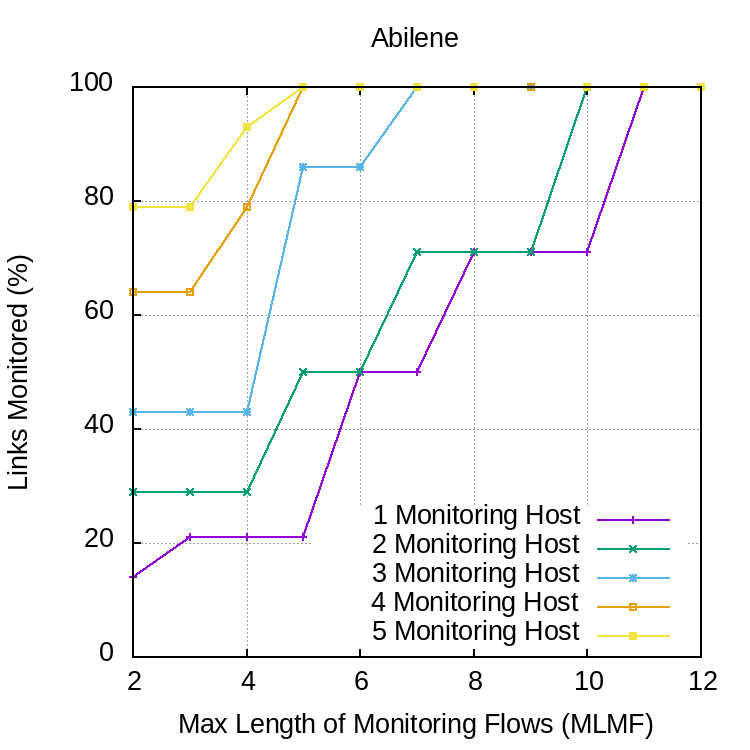 Abilene
100
80
60
40
20
0
Links Monitored (%)
1 Monitoring Host
2 Monitoring Host
3 Monitoring Host
4 Monitoring Host
5 Monitoring Host
2 4 6 8 10 12
Max Length of Monitoring Flows (MLMF)